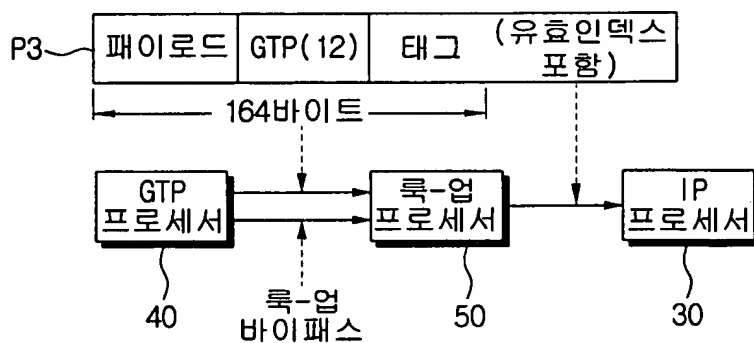 P3
패이로드
GTP(12)
태그
(유효인덱스
포함)
164바이트
GTP
프로세서
룩-업
프로세서
IP
프로세서
40
룩-업
바이패스
50
30